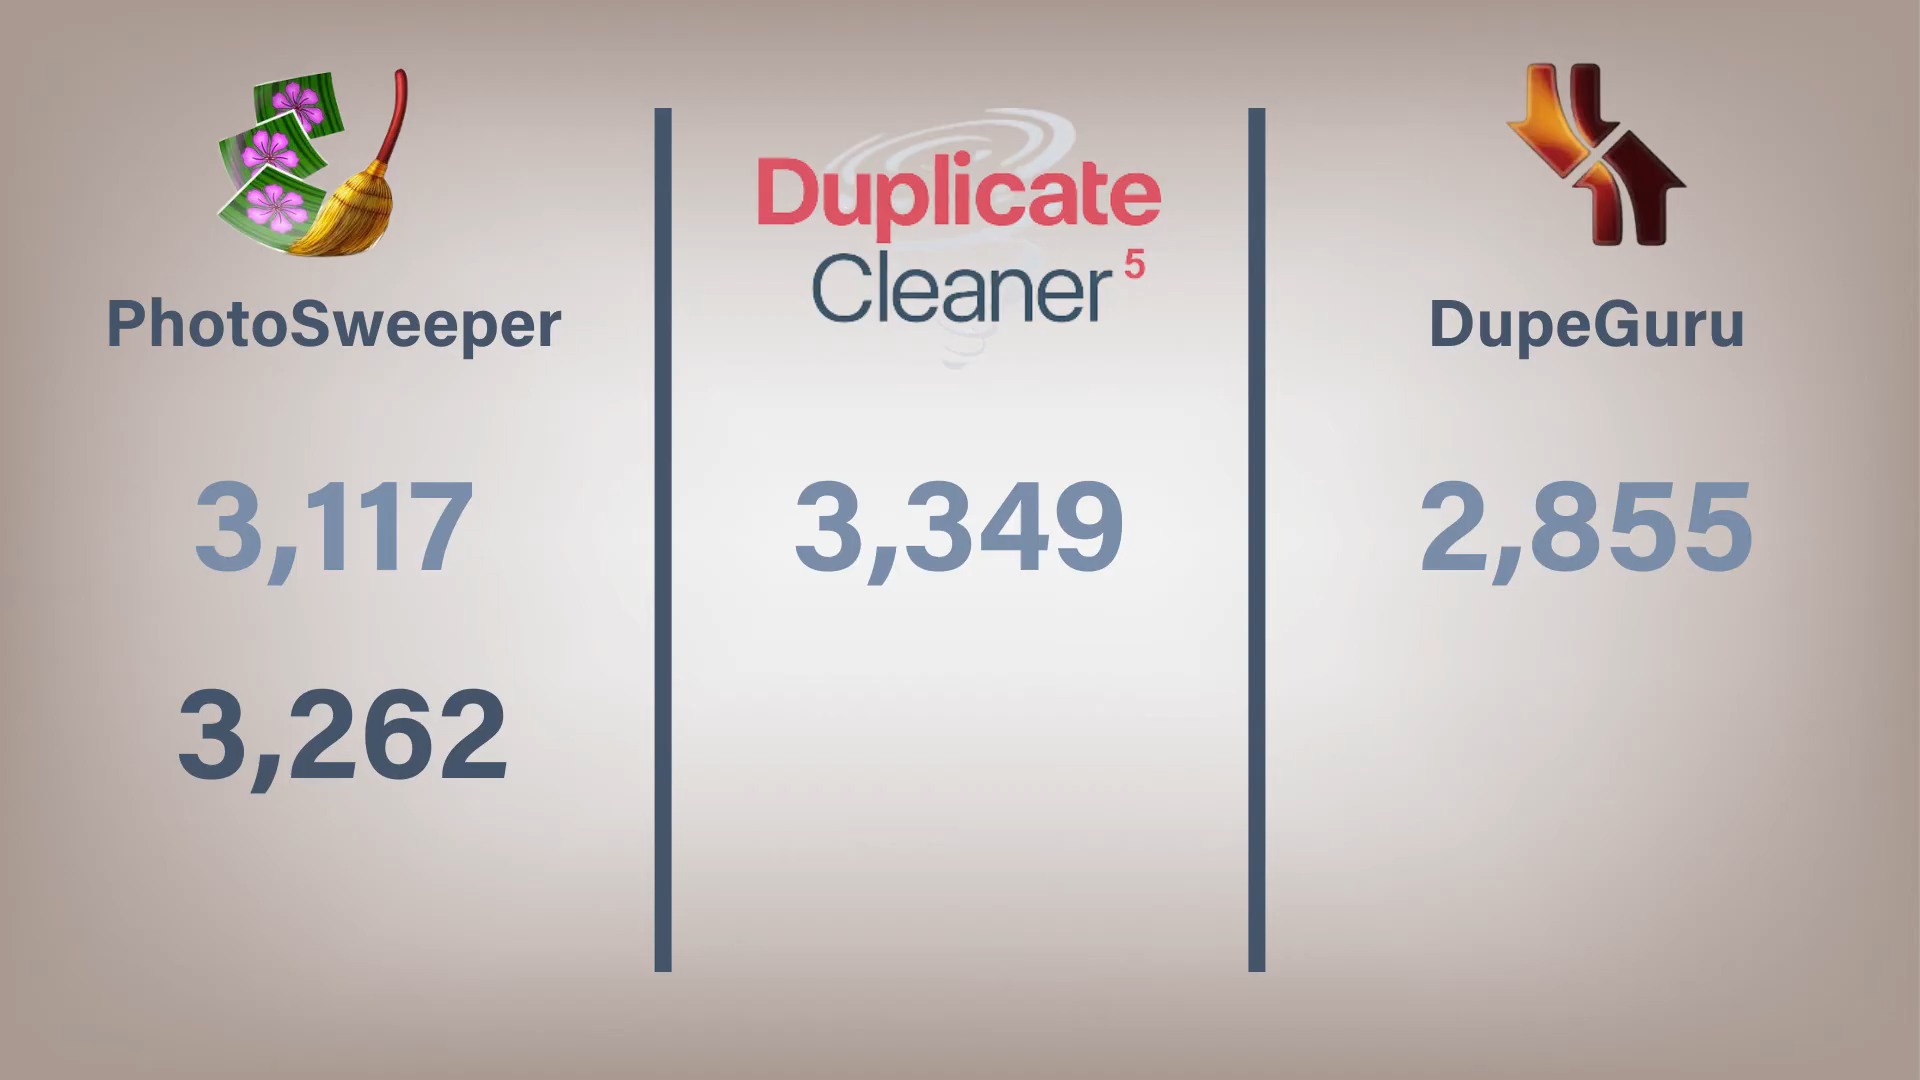 PhotoSweeper
3,117
3,262
Duplicate
Cleaner 5
3,349
DupeGuru
2,855